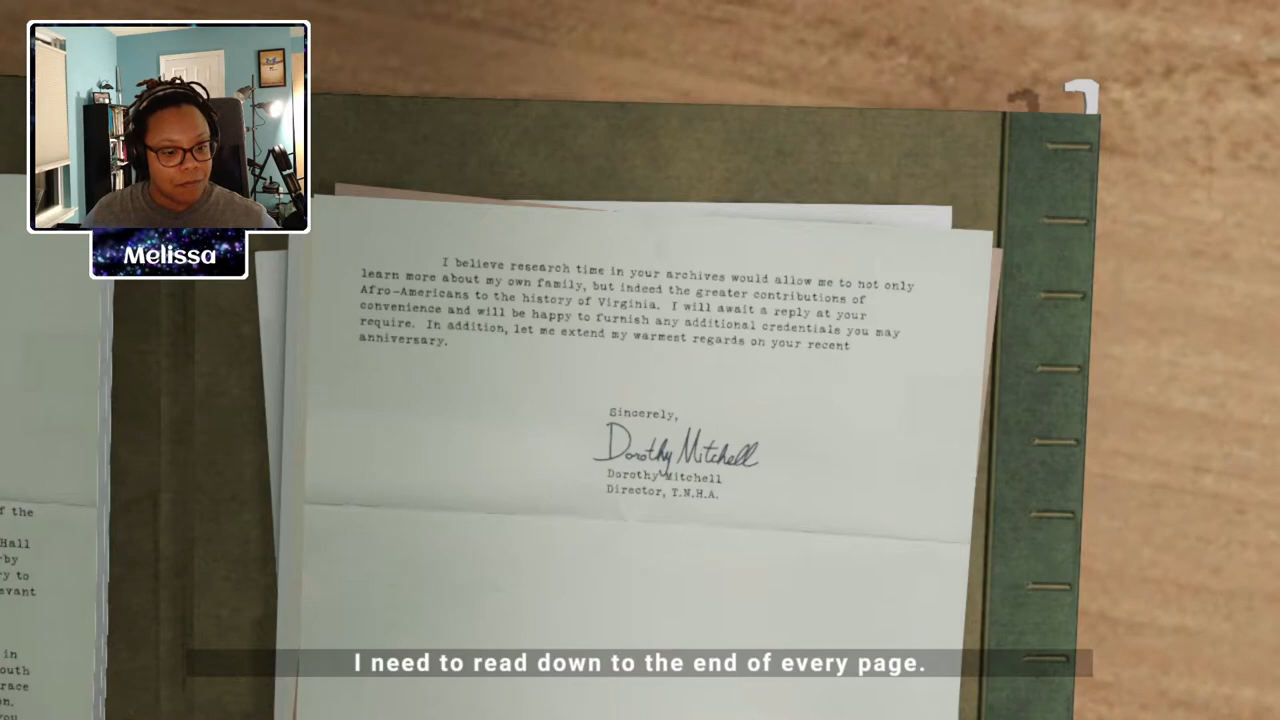 Melissa
I believe research time in your archives would allow me to not only
learn more about my own family, but indeed the greater contributions of
Afro-Americans to the history of Virginia. I will await a reply at your
convenience and will be happy to furnish any additional credentials you may
require. In addition, let me extend my warmest regards on your recent
anniversary.
Sincerely,
Dorothy Mitchell
Dorothy Mitchell
Director, T.N.H.A.
f the
Hall
rby
ry to
evant
in
outh
race
on.
you
I need to read down to the end of every page.